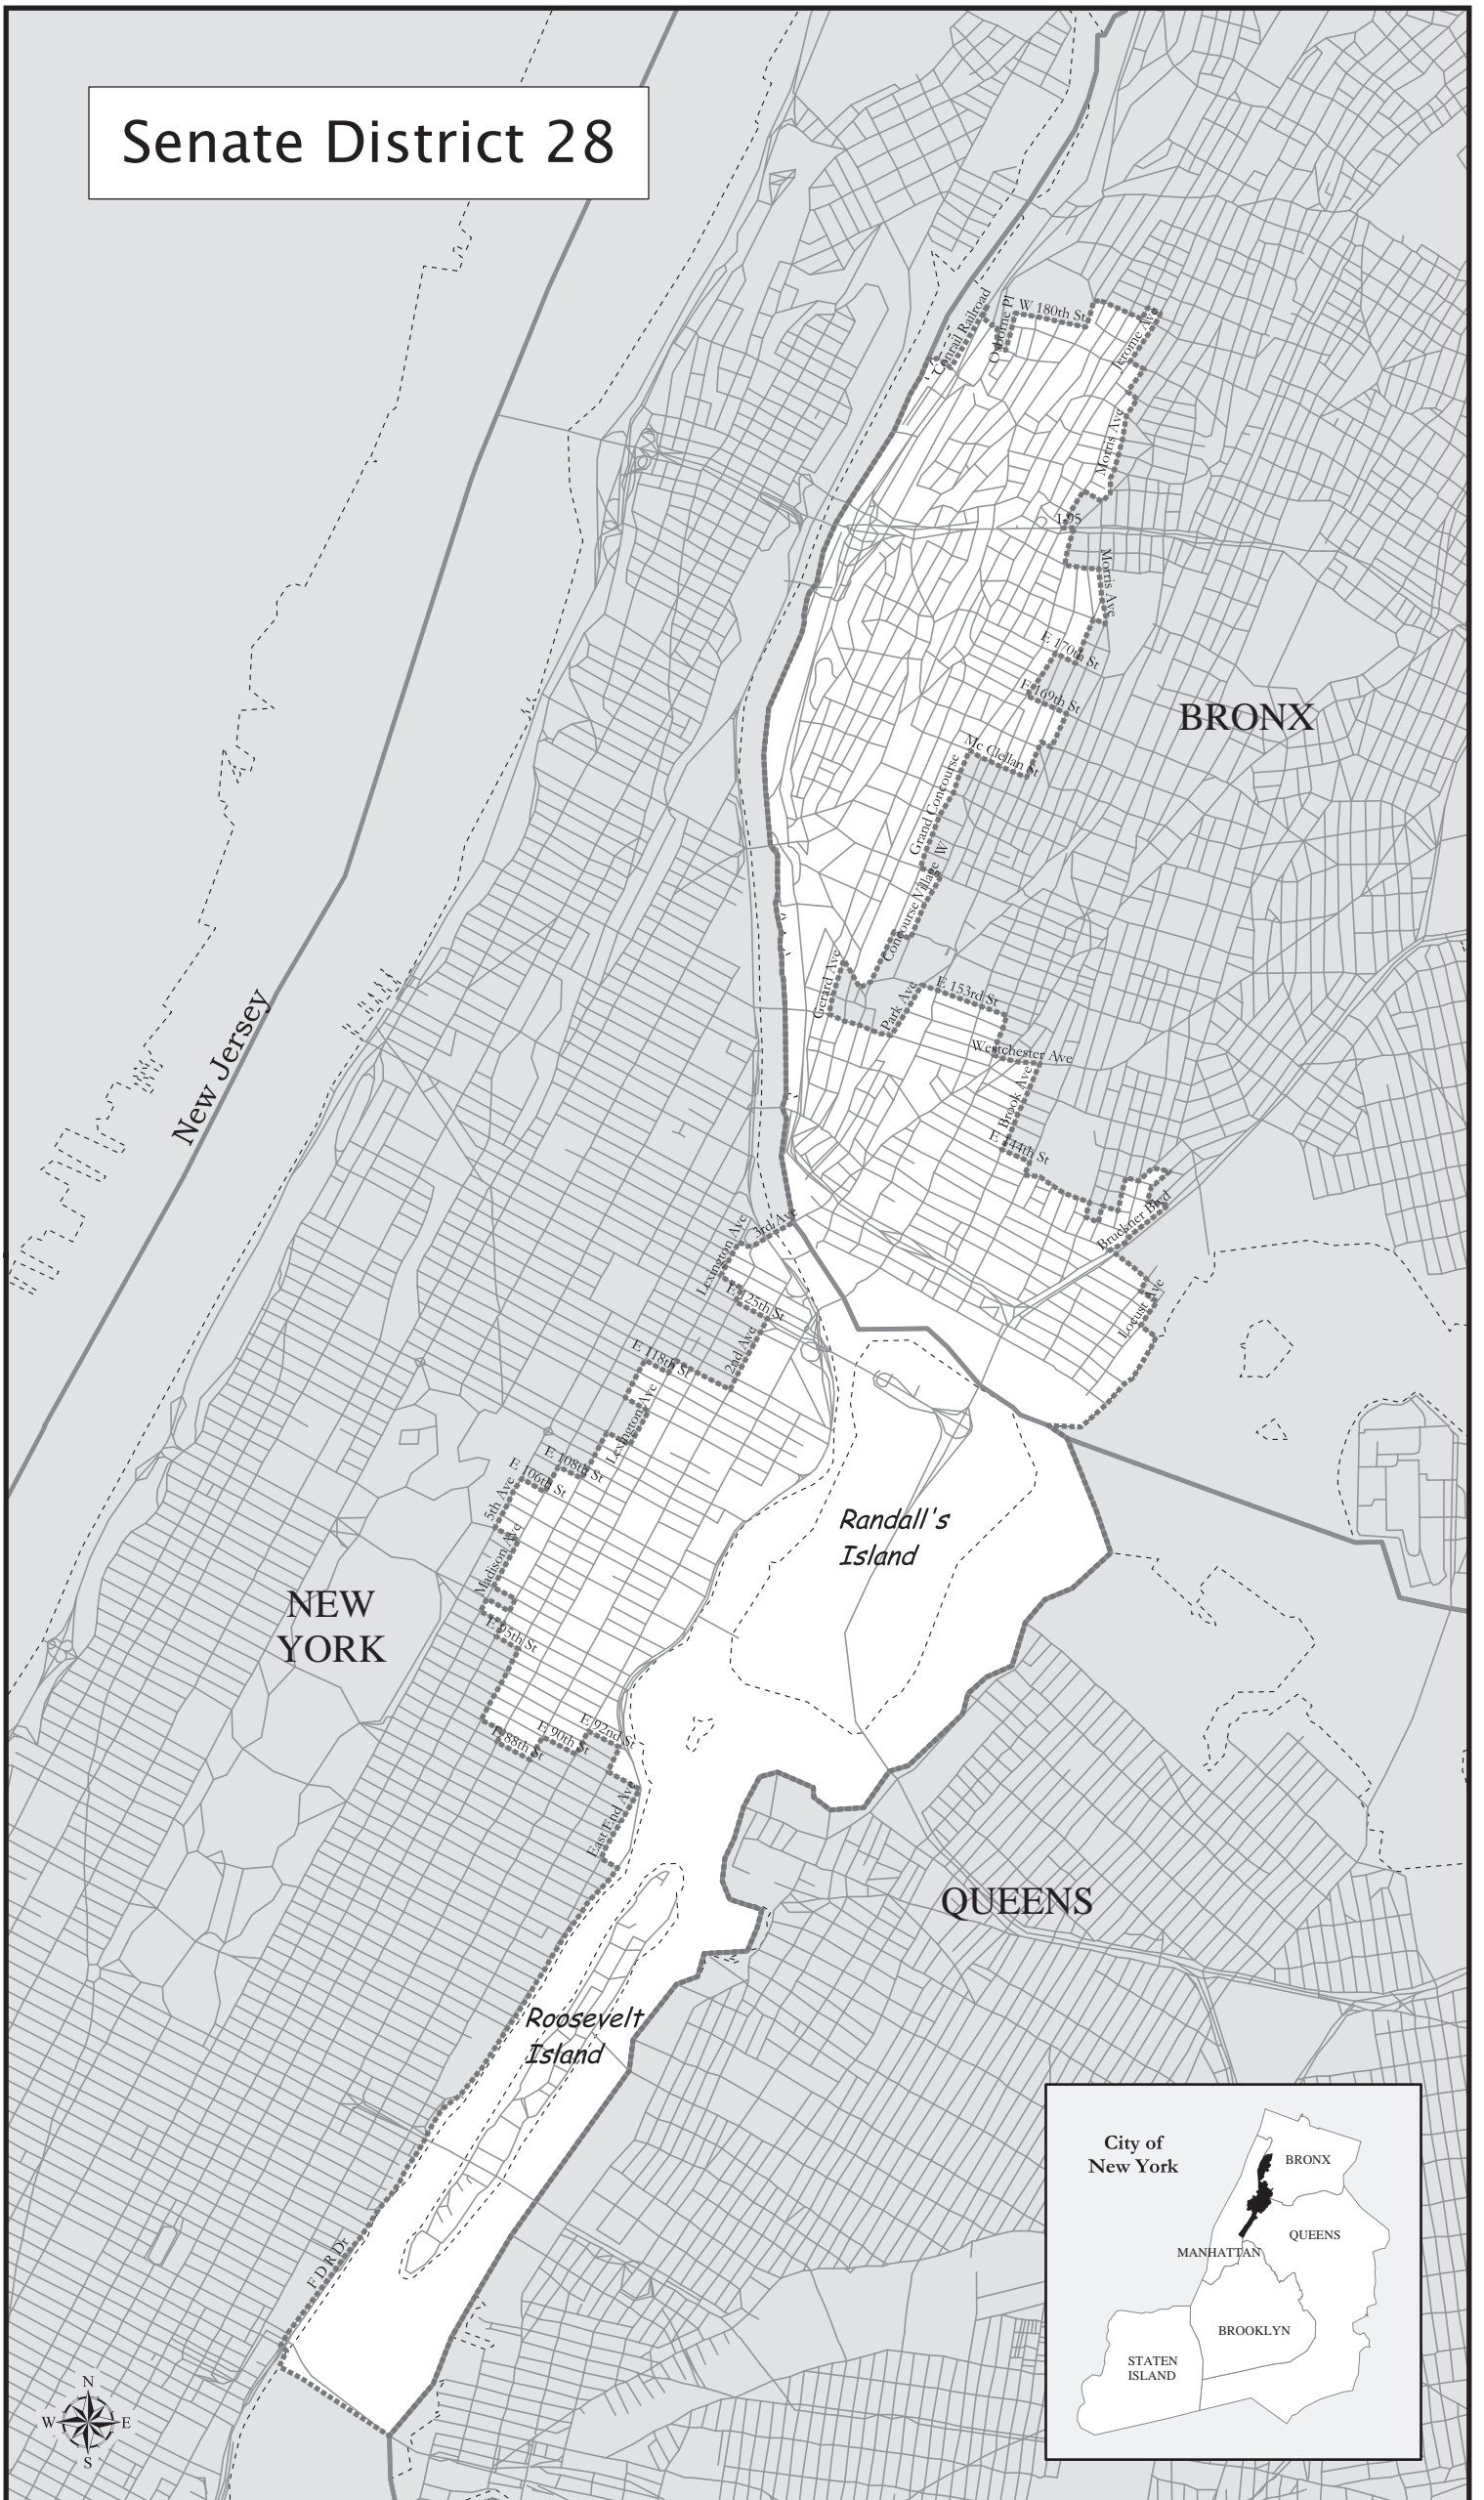 Senate District 28
Conrail Railroad
Osborne Pl
W 180th St
Jerome Ave
Morris Ave
I-95
Morris Ave
E 170th St
E 169th St
BRONX
Mc Clellan St
Grand Concourse
Concourse Village W
Gerard Ave
Park Ave
E 153rd St
Westchester Ave
Brook Ave
E 144th St
New Jersey
Bruckner Blvd
Locust Ave
3rd Ave
Lexington Ave
E 125th St
2nd Ave
E 118th St
Lexington Ave
E 108th St
E 106th St
5th Ave
Madison Ave
Randall's
Island
NEW
YORK
E 95th St
E 92nd St
E 90th St
E 88th St
East End Ave
QUEENS
Roosevelt
Island
F D R Dr
City of
New York
BRONX
QUEENS
MANHATTAN
BROOKLYN
STATEN
ISLAND
N
W E
S